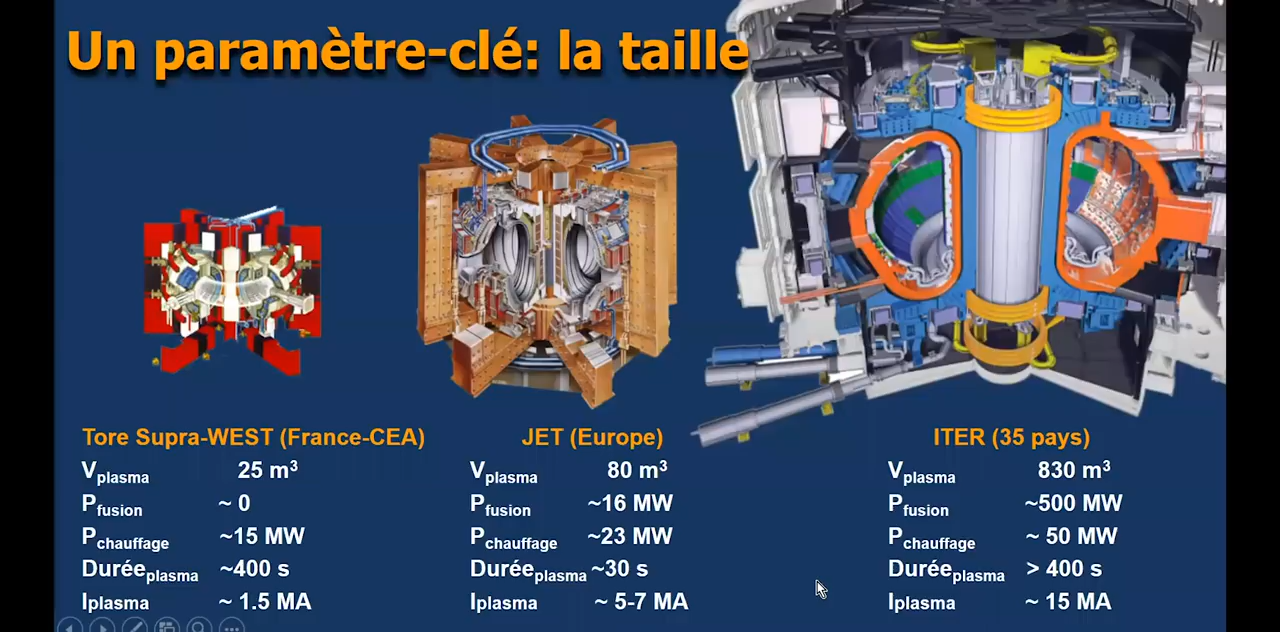 Un paramètre-clé: la taille
Tore Supra-WEST (France-CEA)
Vplasma 25 m³
Pfusion ~ 0
Pchauffage ~15 MW
Duréeplasma ~400 s
Iplasma ~ 1.5 MA
JET (Europe)
Vplasma 80 m³
Pfusion ~16 MW
Pchauffage ~23 MW
Duréeplasma ~30 s
Iplasma ~ 5-7 MA
ITER (35 pays)
Vplasma 830 m³
Pfusion ~500 MW
Pchauffage ~ 50 MW
Duréeplasma > 400 s
Iplasma ~ 15 MA